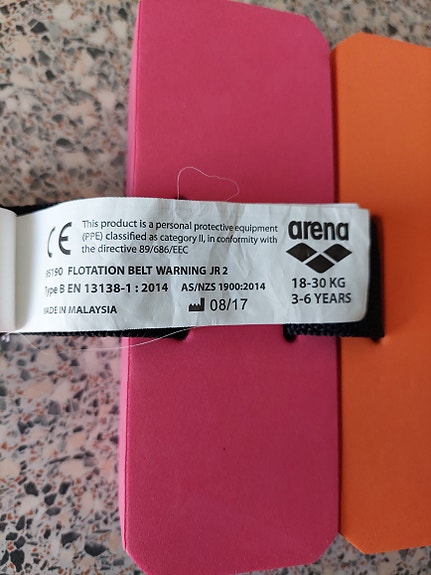 CE This product is a personal protective equipment
(PPE) classified as category II, in conformity with
the directive 89/686/EEC
arena
95190 FLOTATION BELT WARNING JR 2
Type B EN 13138-1 : 2014 AS/NZS 1900:2014
MADE IN MALAYSIA
08/17
18-30 KG
3-6 YEARS